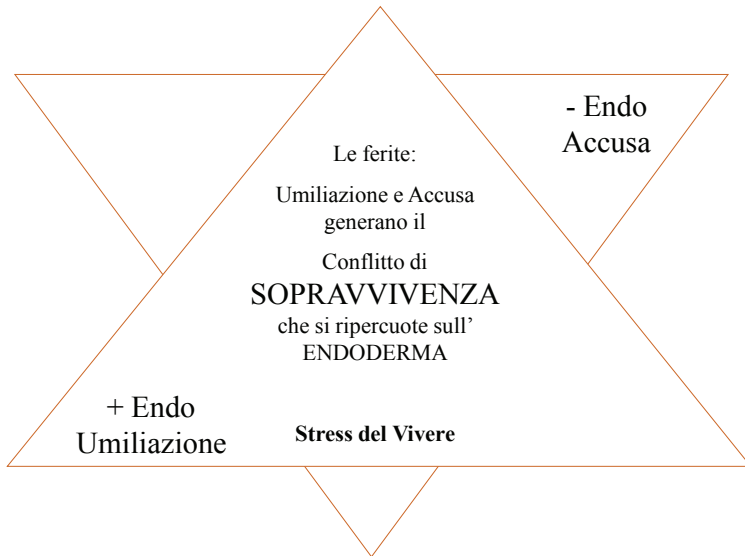 - Endo
Accusa
Le ferite:
Umiliazione e Accusa
generano il
Conflitto di
SOPRAVVIVENZA
che si ripercuote sull’
ENDODERMA
+ Endo
Umiliazione
Stress del Vivere